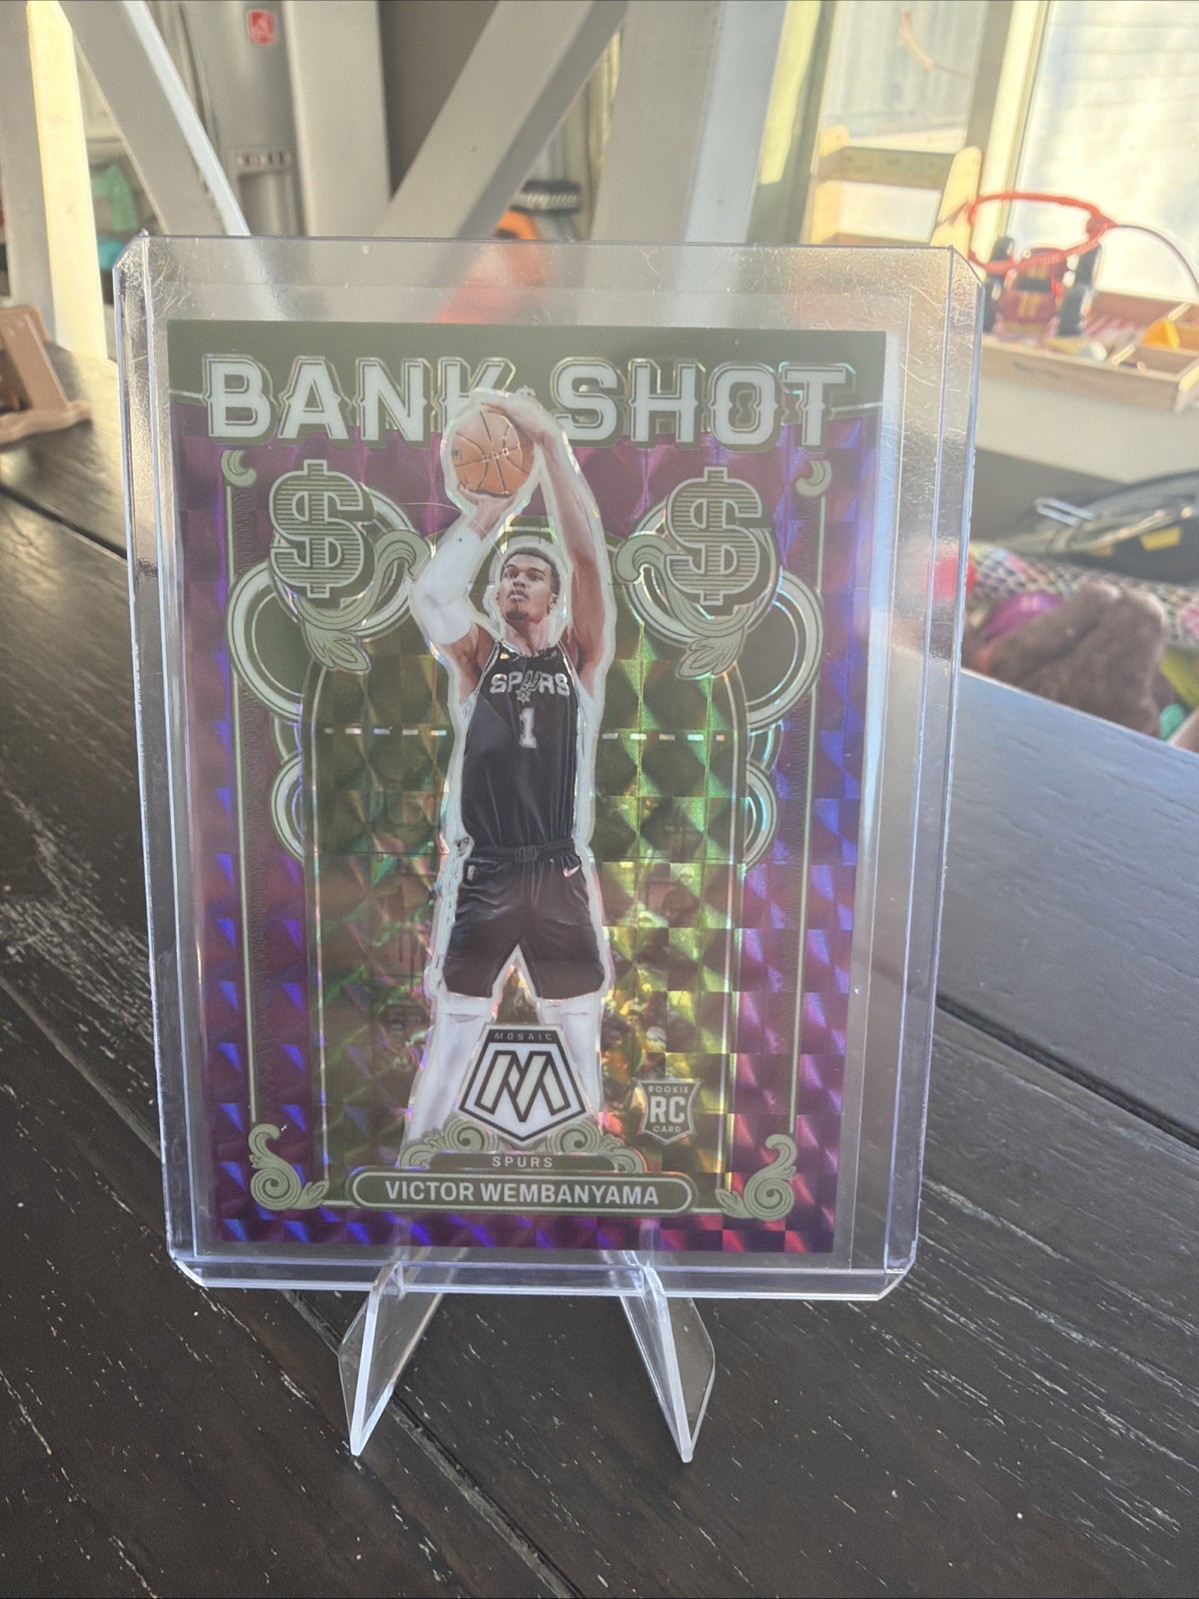 BANK SHOT
$ $
SPURS
1
MOSAIC
M
ROOKIE
RC
CARD
SPURS
VICTOR WEMBANYAMA